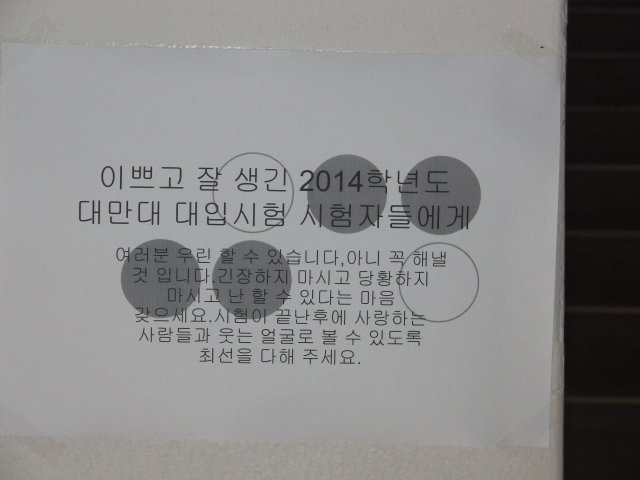 이쁘고 잘 생긴 2014학년도
대만대 대입시험 시험자들에게
여러분 우린 할 수 있습니다,아니 꼭 해낼
것 입니다.긴장하지 마시고 당황하지
마시고 난 할 수 있다는 마음
갖으세요.시험이 끝난후에 사랑하는
사람들과 웃는 얼굴로 볼 수 있도록
최선을 다해 주세요.